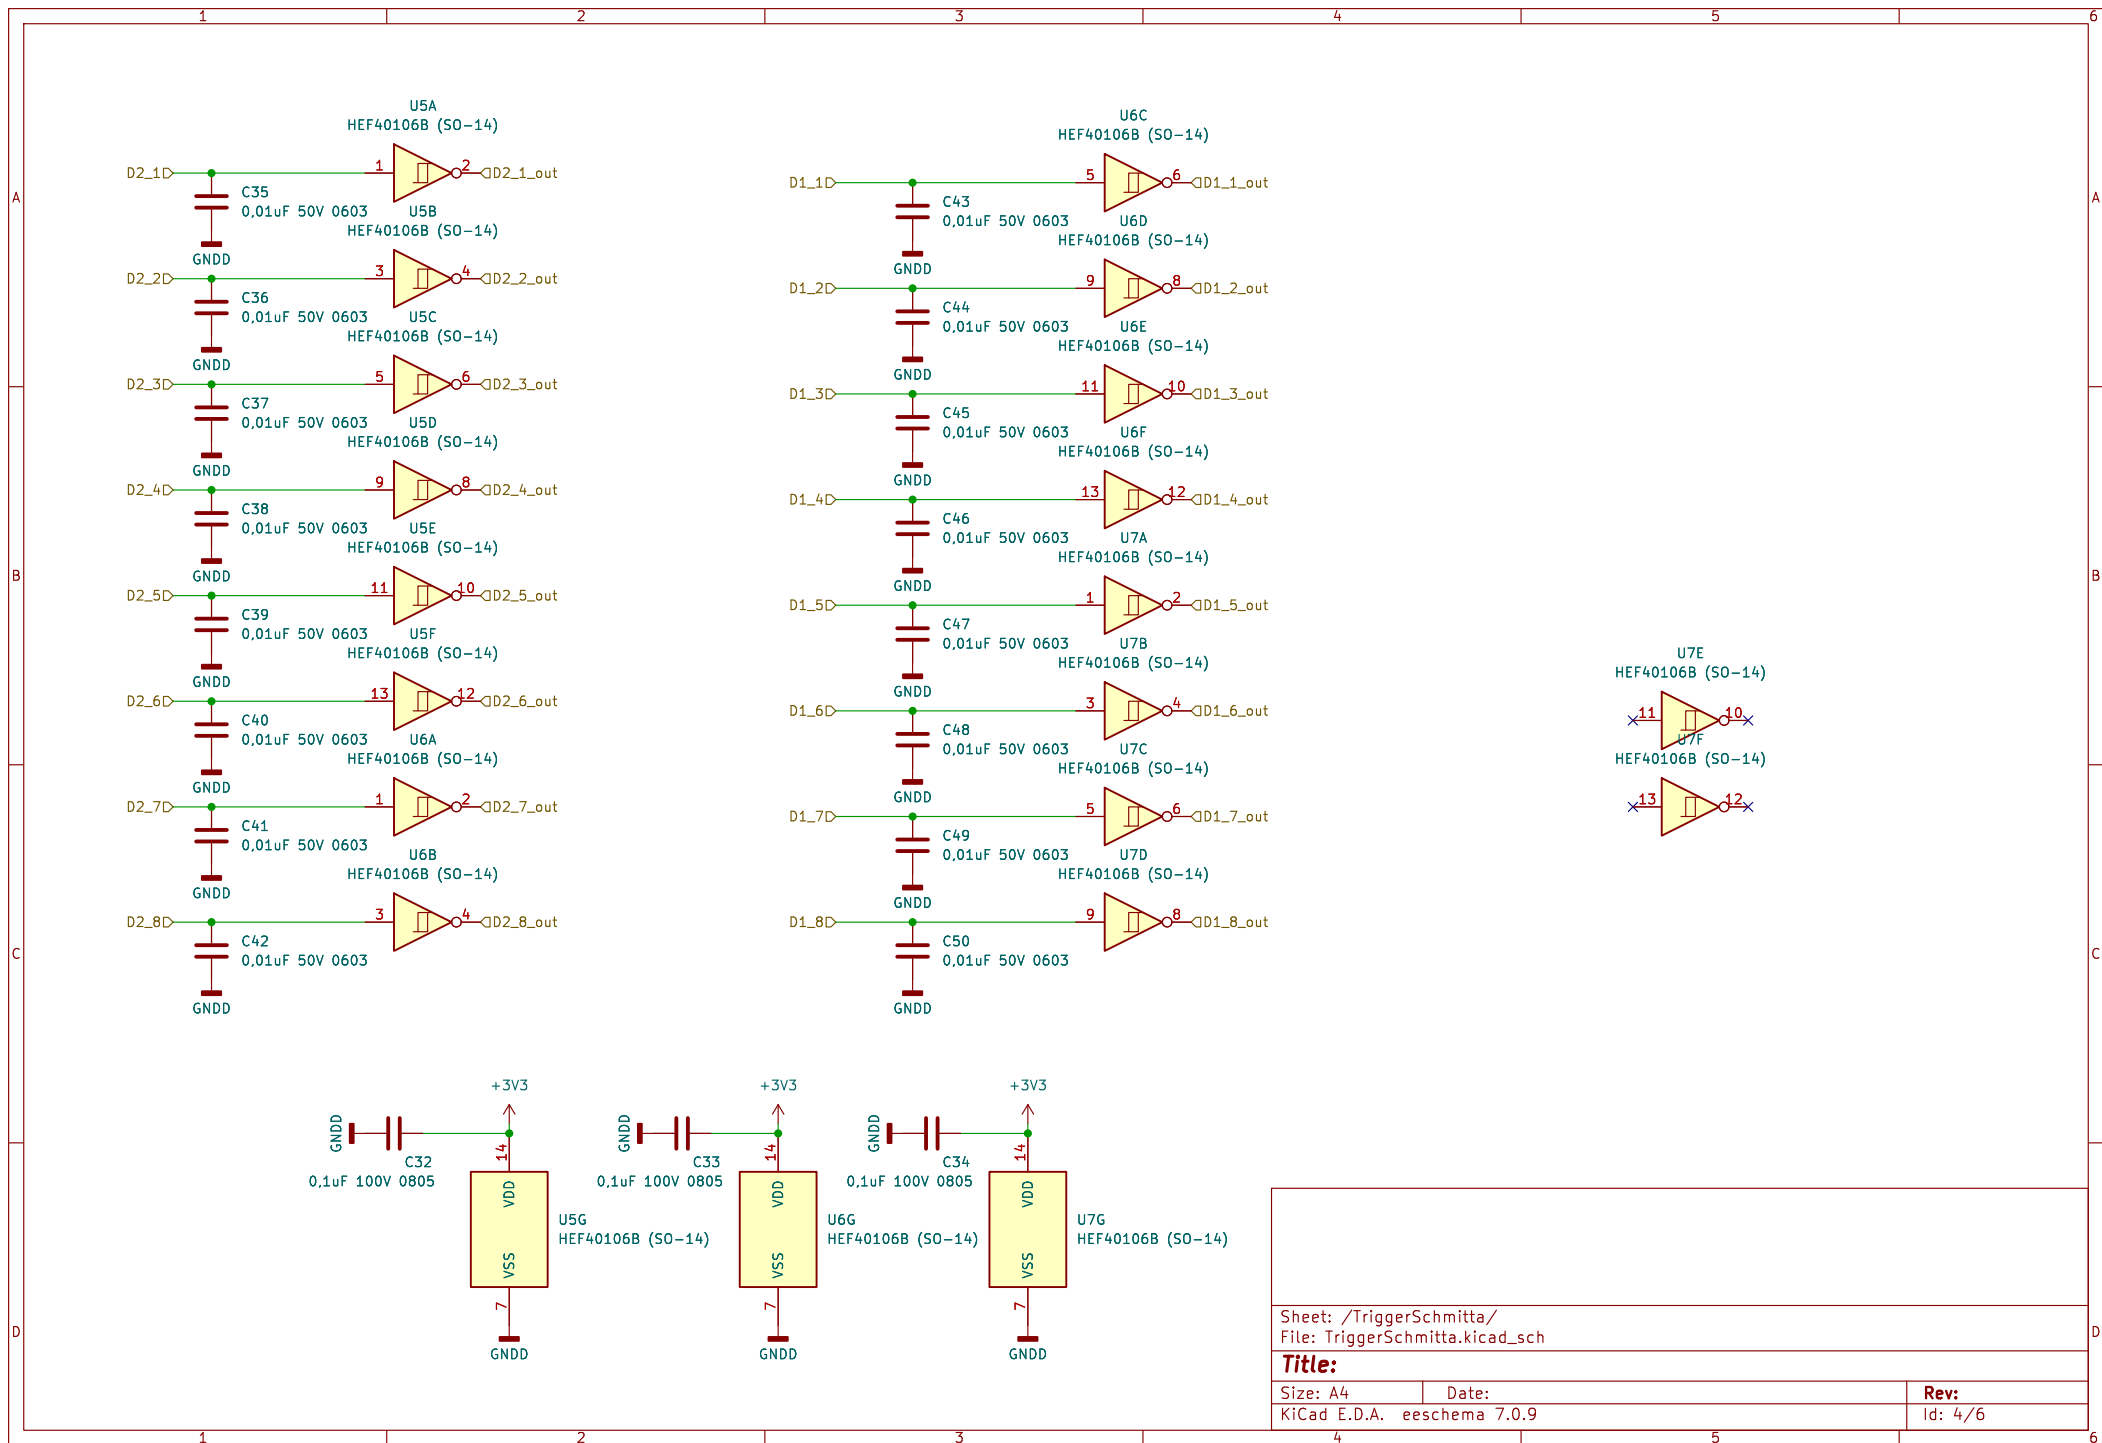 1 2 3 4 5 6
A A
B B
C C
D D
U5A
HEF40106B (SO-14)
D2_1 1 2 D2_1_out
C35
0,01uF 50V 0603
GNDD
U5B
HEF40106B (SO-14)
D2_2 3 4 D2_2_out
C36
0,01uF 50V 0603
GNDD
U5C
HEF40106B (SO-14)
D2_3 5 6 D2_3_out
C37
0,01uF 50V 0603
GNDD
U5D
HEF40106B (SO-14)
D2_4 9 8 D2_4_out
C38
0,01uF 50V 0603
GNDD
U5E
HEF40106B (SO-14)
D2_5 11 10 D2_5_out
C39
0,01uF 50V 0603
GNDD
U5F
HEF40106B (SO-14)
D2_6 13 12 D2_6_out
C40
0,01uF 50V 0603
GNDD
U6A
HEF40106B (SO-14)
D2_7 1 2 D2_7_out
C41
0,01uF 50V 0603
GNDD
U6B
HEF40106B (SO-14)
D2_8 3 4 D2_8_out
C42
0,01uF 50V 0603
GNDD
U6C
HEF40106B (SO-14)
D1_1 5 6 D1_1_out
C43
0,01uF 50V 0603
GNDD
U6D
HEF40106B (SO-14)
D1_2 9 8 D1_2_out
C44
0,01uF 50V 0603
GNDD
U6E
HEF40106B (SO-14)
D1_3 11 10 D1_3_out
C45
0,01uF 50V 0603
GNDD
U6F
HEF40106B (SO-14)
D1_4 13 12 D1_4_out
C46
0,01uF 50V 0603
GNDD
U7A
HEF40106B (SO-14)
D1_5 1 2 D1_5_out
C47
0,01uF 50V 0603
GNDD
U7B
HEF40106B (SO-14)
D1_6 3 4 D1_6_out
C48
0,01uF 50V 0603
GNDD
U7C
HEF40106B (SO-14)
D1_7 5 6 D1_7_out
C49
0,01uF 50V 0603
GNDD
U7D
HEF40106B (SO-14)
D1_8 9 8 D1_8_out
C50
0,01uF 50V 0603
GNDD
U7E
HEF40106B (SO-14)
11 10
U7F
HEF40106B (SO-14)
13 12
+3V3
GNDD
14
C32
0,1uF 100V 0805
VDD
U5G
HEF40106B (SO-14)
VSS
7
GNDD
+3V3
GNDD
14
C33
0,1uF 100V 0805
VDD
U6G
HEF40106B (SO-14)
VSS
7
GNDD
+3V3
GNDD
14
C34
0,1uF 100V 0805
VDD
U7G
HEF40106B (SO-14)
VSS
7
GNDD
Sheet: /TriggerSchmitta/
File: TriggerSchmitta.kicad_sch
Title:
Size: A4 Date: Rev:
KiCad E.D.A. eeschema 7.0.9 Id: 4/6
1 2 3 4 5 6